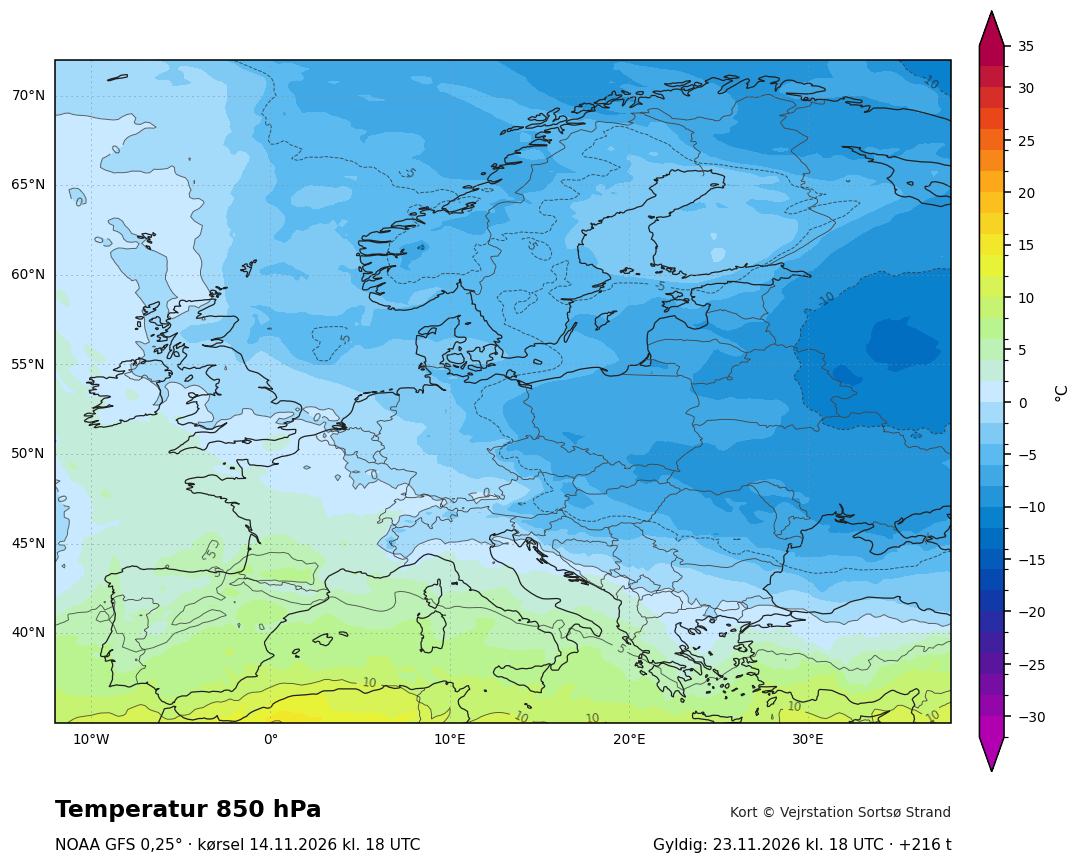 70°N
65°N
60°N
55°N
50°N
45°N
40°N
10°W
0°
10°E
20°E
30°E
35
30
25
20
15
10
5
0
−5
−10
−15
−20
−25
−30
°C
Temperatur 850 hPa
Kort © Vejrstation Sortsø Strand
NOAA GFS 0,25° · kørsel 14.11.2026 kl. 18 UTC
Gyldig: 23.11.2026 kl. 18 UTC · +216 t